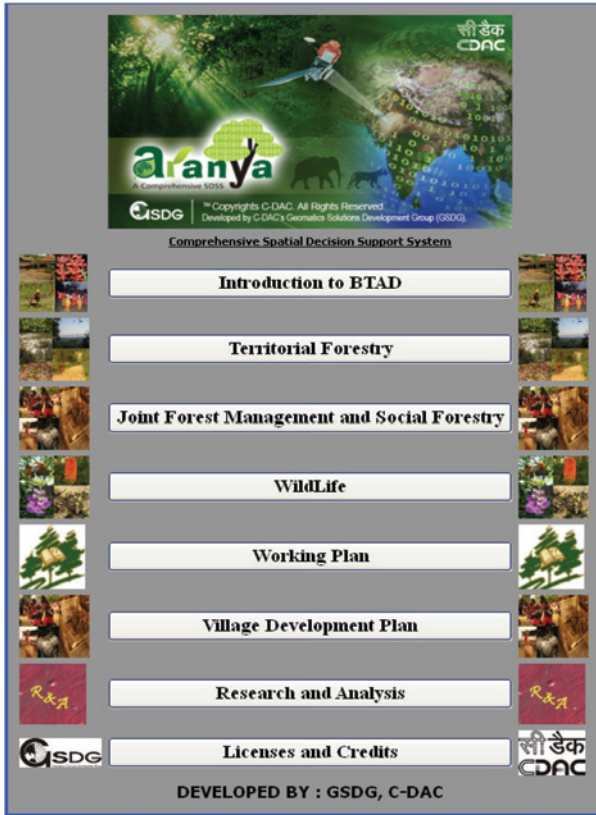 सी डैक
CDAC
aranya
A Comprehensive SDSS
GSDG
™ Copyrights C-DAC. All Rights Reserved
Developed by C-DAC's Geomatics Solutions Development Group (GSDG).
Comprehensive Spatial Decision Support System
Introduction to BTAD
Territorial Forestry
Joint Forest Management and Social Forestry
WildLife
Working Plan
Village Development Plan
R&A
Research and Analysis
R&A
GSDG
Licenses and Credits
सी डैक
CDAC
DEVELOPED BY : GSDG, C-DAC